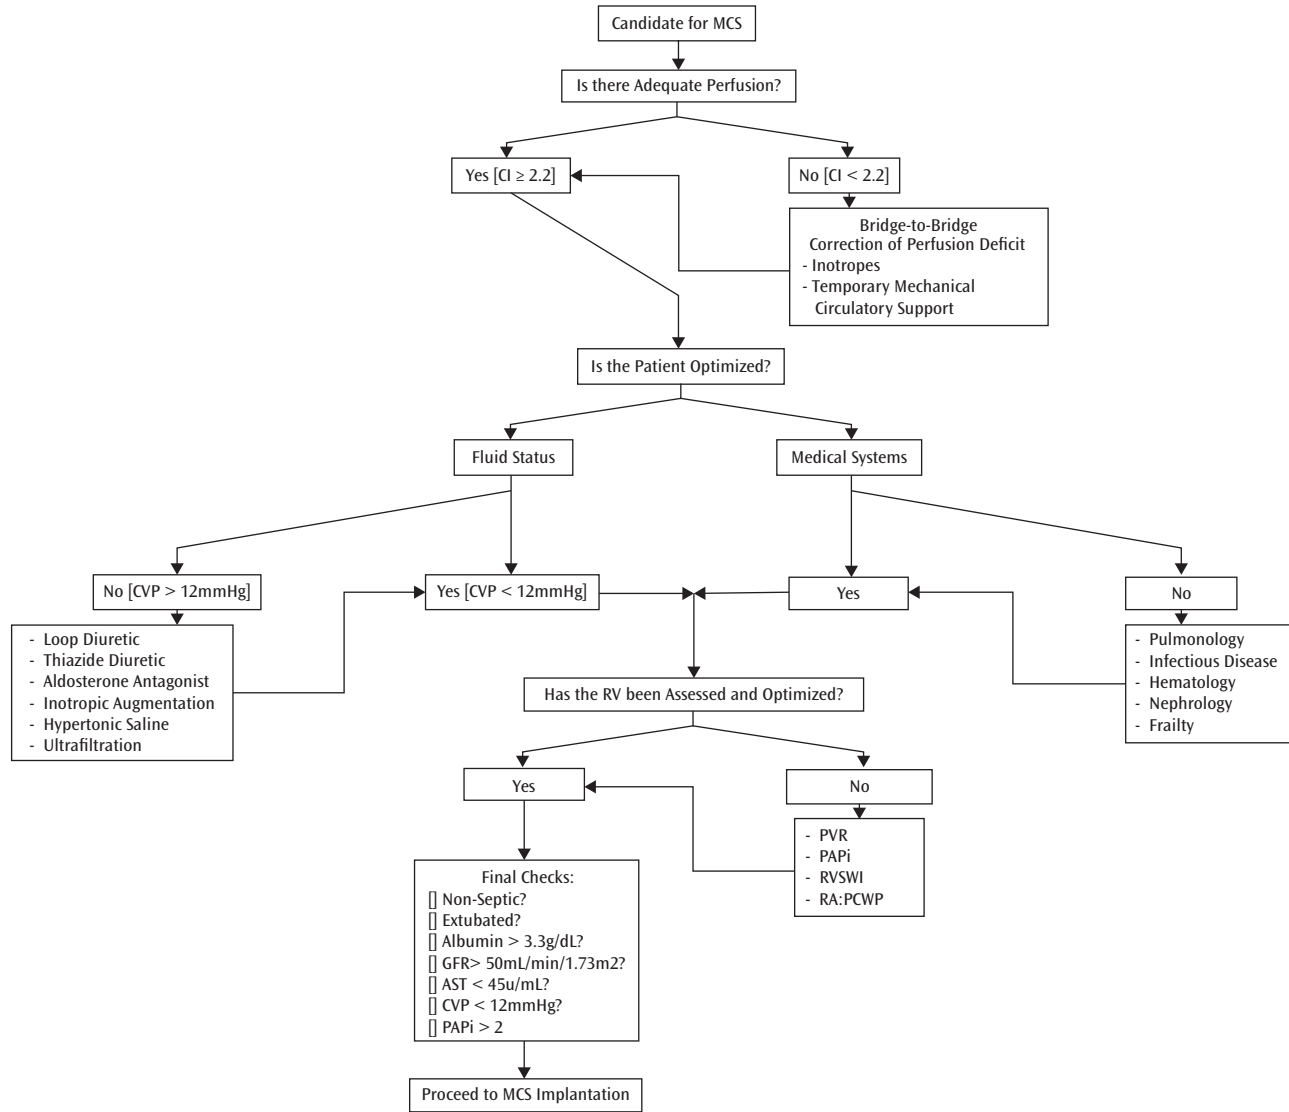 Candidate for MCS
Is there Adequate Perfusion?
Yes [CI ≥ 2.2]
No [CI < 2.2]
Bridge-to-Bridge
Correction of Perfusion Deficit
- Inotropes
- Temporary Mechanical
Circulatory Support
Is the Patient Optimized?
Fluid Status
Medical Systems
No [CVP > 12mmHg]
Yes [CVP < 12mmHg]
Yes
No
- Loop Diuretic
- Thiazide Diuretic
- Aldosterone Antagonist
- Inotropic Augmentation
- Hypertonic Saline
- Ultrafiltration
- Pulmonology
- Infectious Disease
- Hematology
- Nephrology
- Frailty
Has the RV been Assessed and Optimized?
Yes
No
- PVR
- PAPi
- RVSWI
- RA:PCWP
Final Checks:
[] Non-Septic?
[] Extubated?
[] Albumin > 3.3g/dL?
[] GFR> 50mL/min/1.73m2?
[] AST < 45u/mL?
[] CVP < 12mmHg?
[] PAPi > 2
Proceed to MCS Implantation